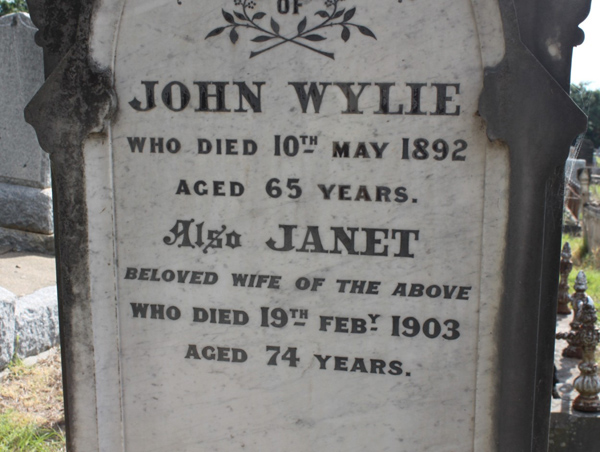 OF
JOHN WYLIE
WHO DIED 10TH MAY 1892
AGED 65 YEARS.
Also JANET
BELOVED WIFE OF THE ABOVE
WHO DIED 19TH FEBY 1903
AGED 74 YEARS.